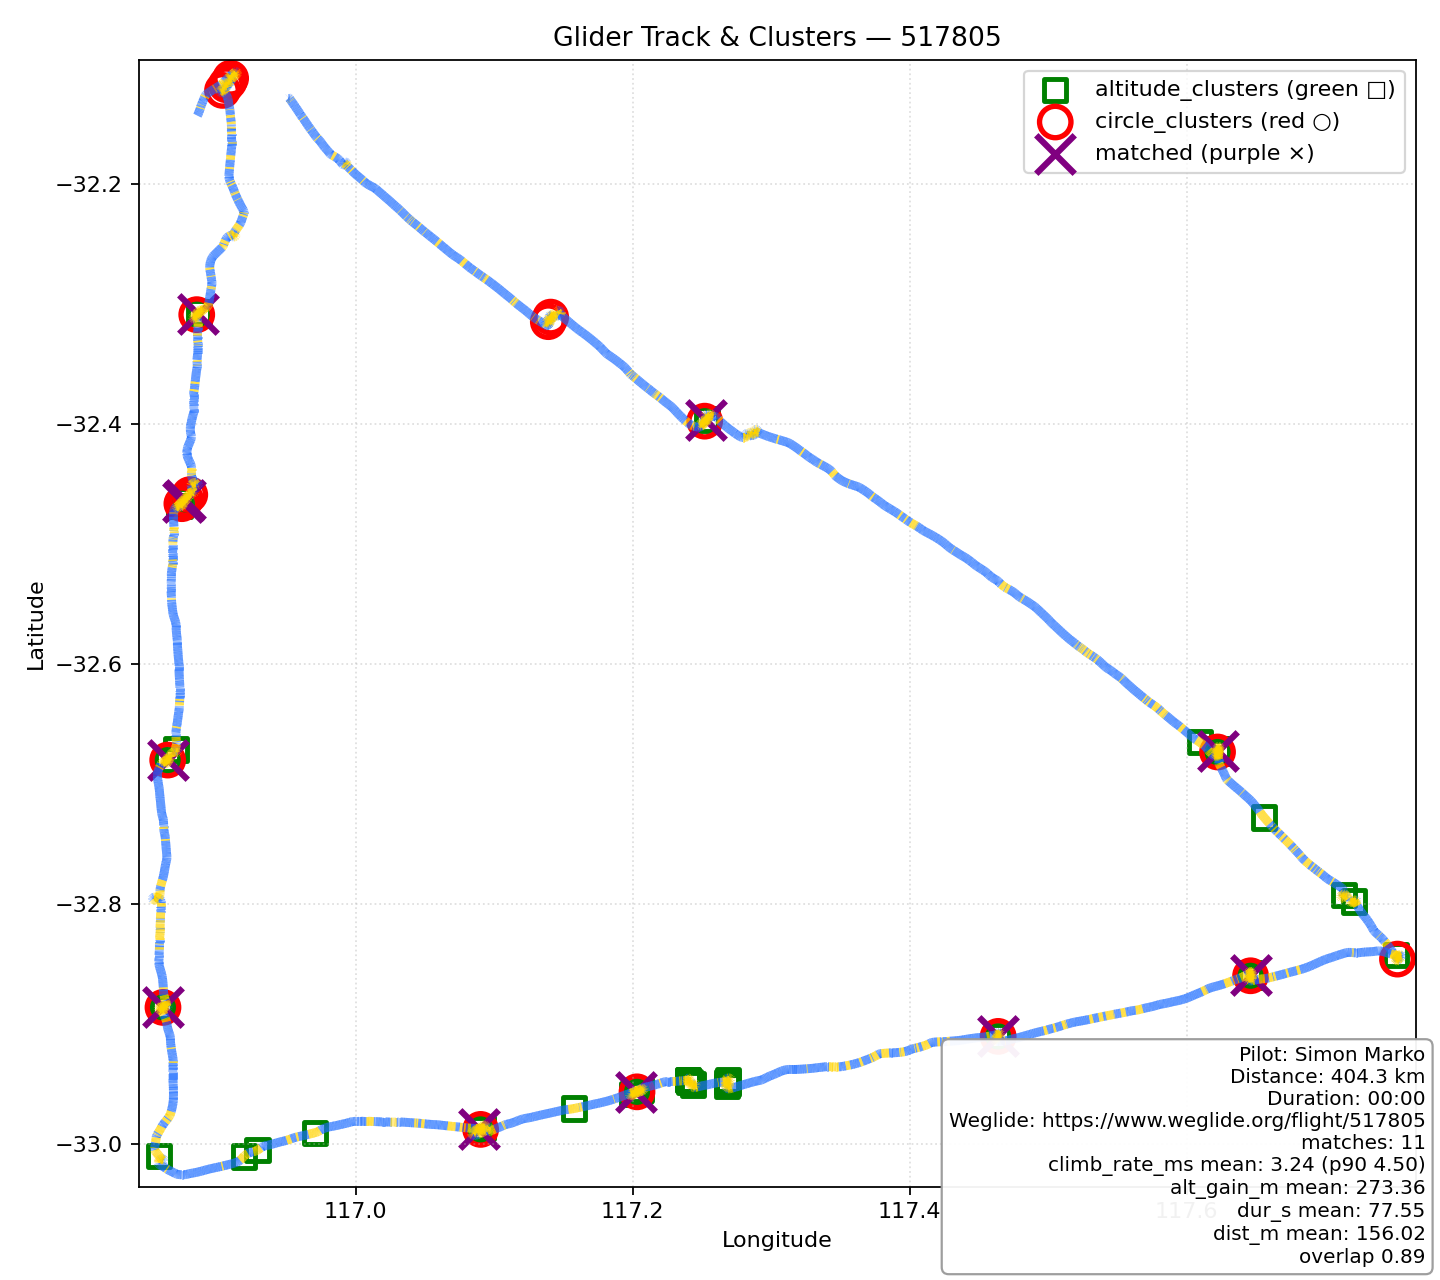 Glider Track & Clusters — 517805
altitude_clusters (green □)
circle_clusters (red ○)
matched (purple ×)
−32.2
−32.4
−32.6
−32.8
−33.0
Latitude
117.0
117.2
117.4
117.6
Longitude
Pilot: Simon Marko
Distance: 404.3 km
Duration: 00:00
Weglide: https://www.weglide.org/flight/517805
matches: 11
climb_rate_ms mean: 3.24 (p90 4.50)
alt_gain_m mean: 273.36
dur_s mean: 77.55
dist_m mean: 156.02
overlap 0.89